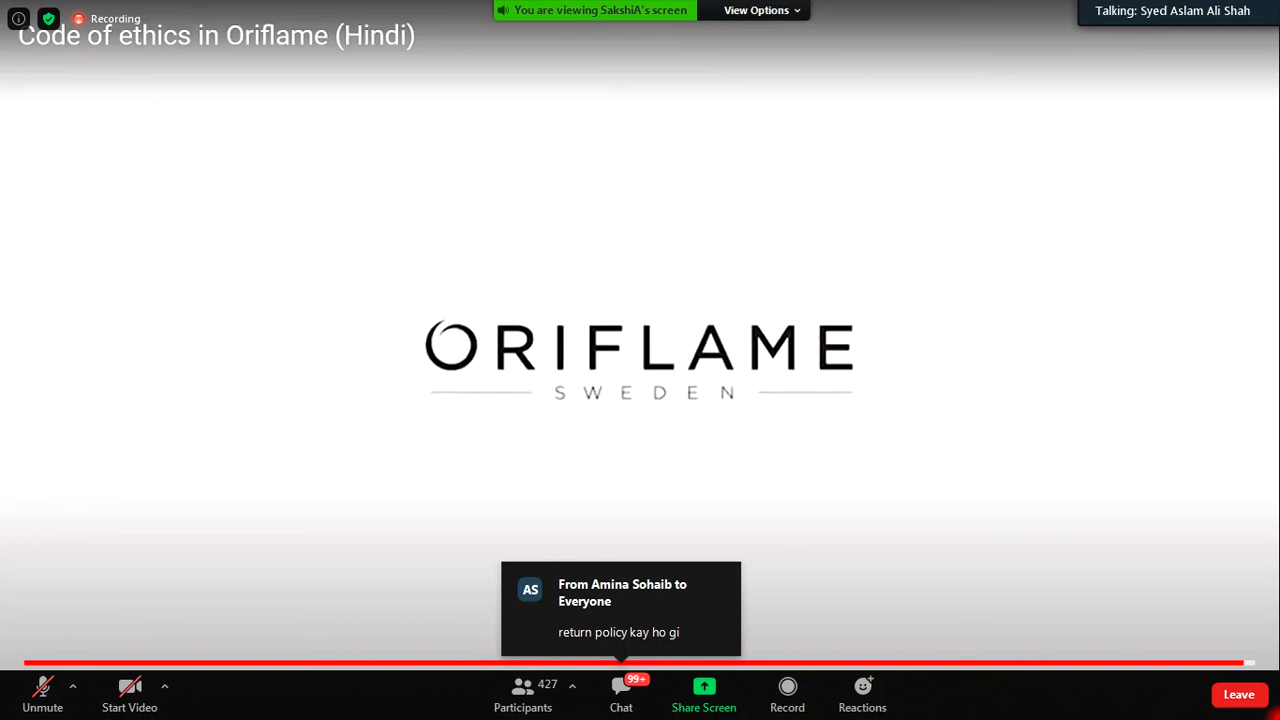 Recording
You are viewing SakshiA's screen
View Options
Talking: Syed Aslam Ali Shah
Code of ethics in Oriflame (Hindi)
ORIFLAME
SWEDEN
AS
From Amina Sohaib to
Everyone
return policy kay ho gi
Unmute
Start Video
427
Participants
99+
Chat
Share Screen
Record
Reactions
Leave